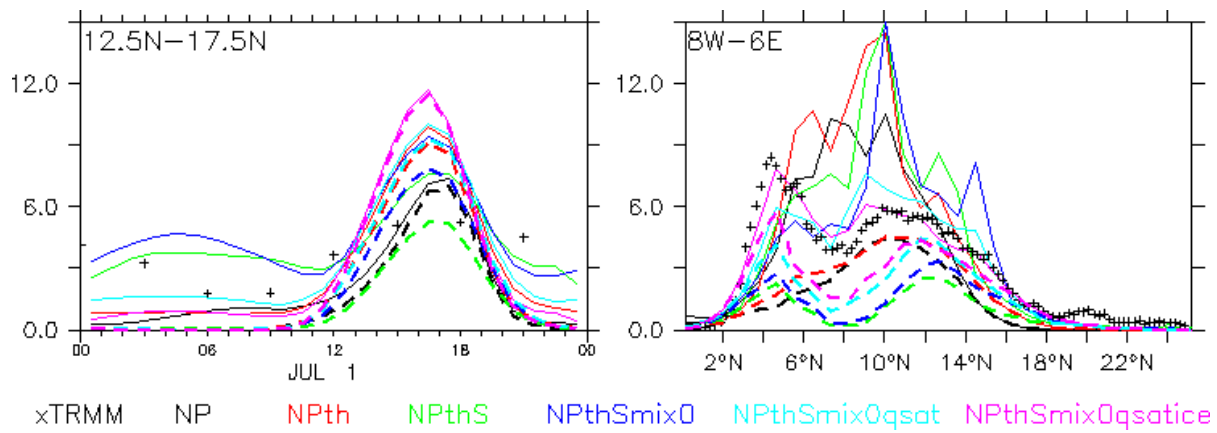 12.5N−17.5N
8W−6E
12.0
6.0
0.0
00 06 12 18 00
JUL 1
12.0
6.0
0.0
2°N 6°N 10°N 14°N 18°N 22°N
xTRMM NP NPth NPthS NPthSmix0 NPthSmix0qsat NPthSmix0qsatice